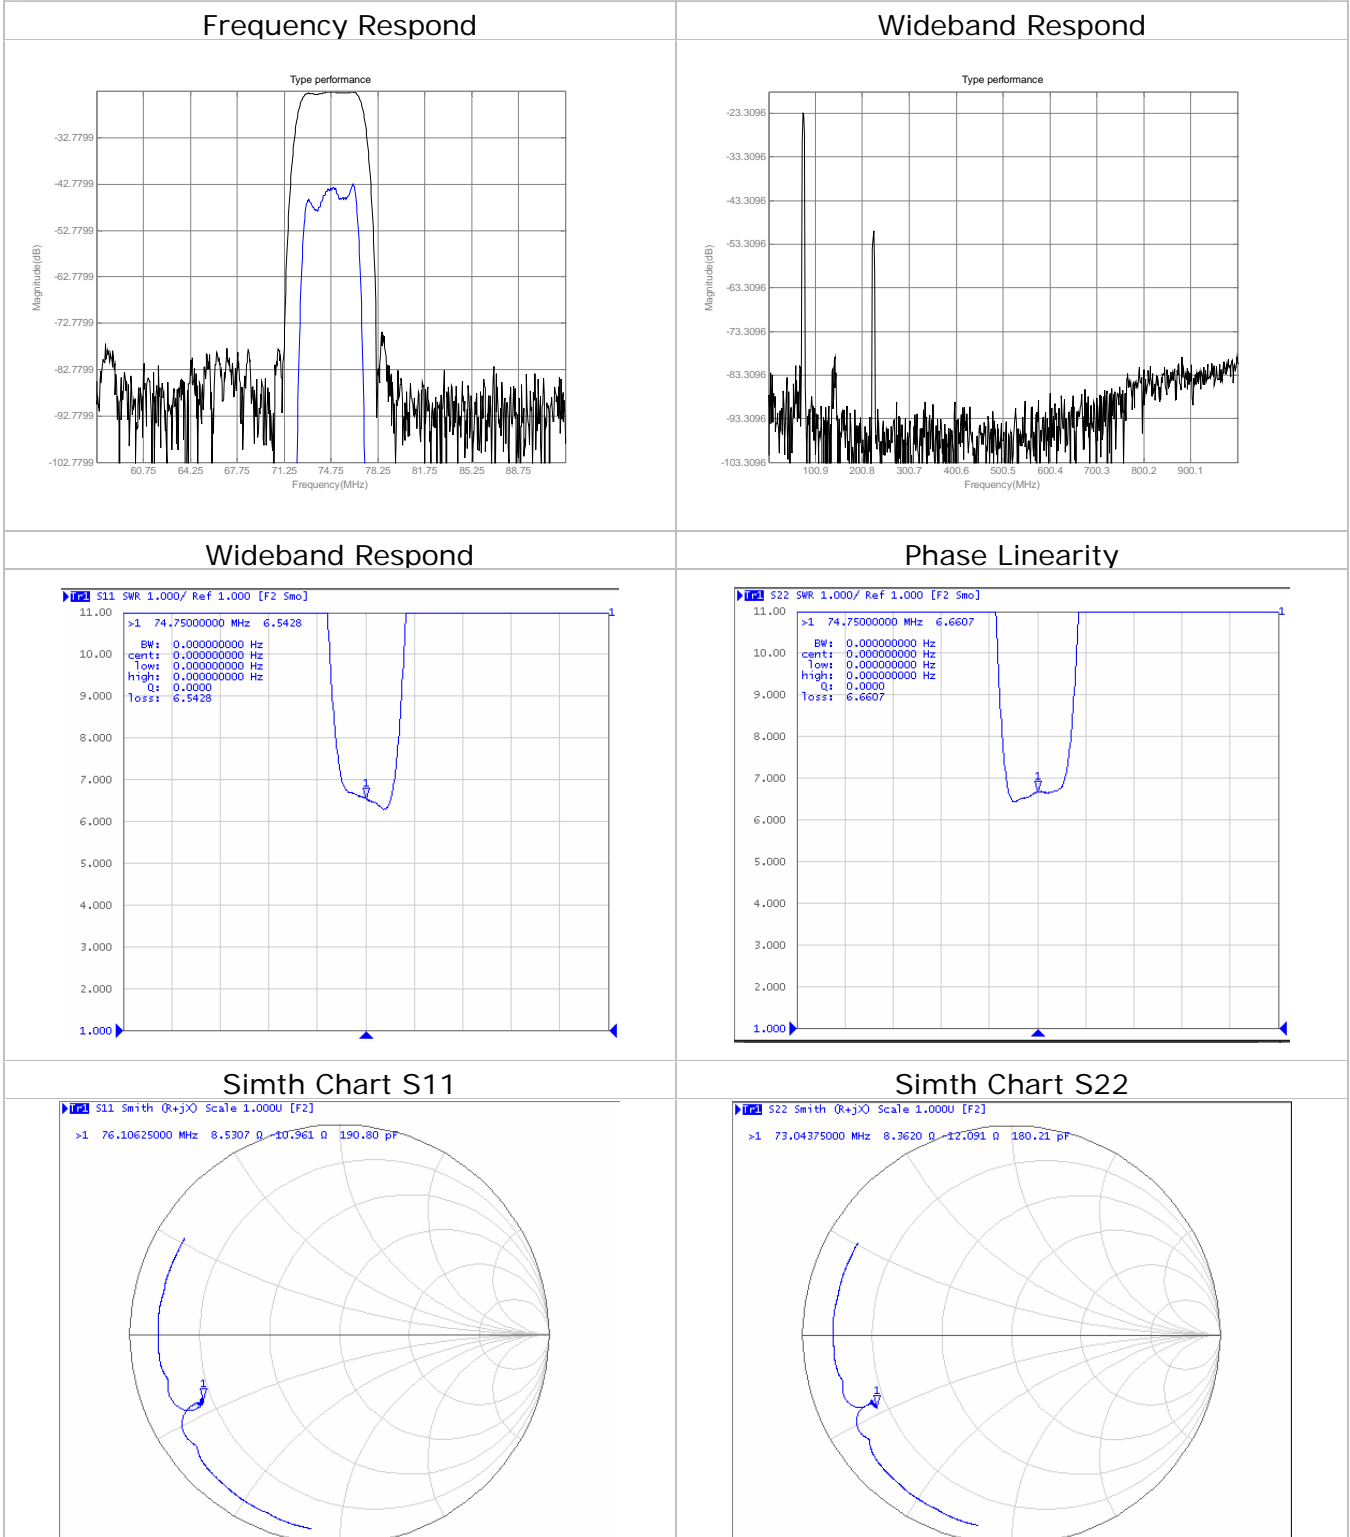 Frequency Respond
Wideband Respond
Type performance
-32.7799
-42.7799
-52.7799
-62.7799
-72.7799
-82.7799
-92.7799
-102.7799
Magnitude(dB)
60.75 64.25 67.75 71.25 74.75 78.25 81.75 85.25 88.75
Frequency(MHz)
Type performance
-23.3096
-33.3096
-43.3096
-53.3096
-63.3096
-73.3096
-83.3096
-93.3096
-103.3096
Magnitude(dB)
100.9 200.8 300.7 400.6 500.5 600.4 700.3 800.2 900.1
Frequency(MHz)
Wideband Respond
Phase Linearity
Tr1 S11 SWR 1.000/ Ref 1.000 [F2 Smo]
11.00
10.00
9.000
8.000
7.000
6.000
5.000
4.000
3.000
2.000
1.000
>1 74.75000000 MHz 6.5428
BW: 0.000000000 Hz
cent: 0.000000000 Hz
low: 0.000000000 Hz
high: 0.000000000 Hz
Q: 0.0000
loss: 6.5428
1
1
Tr1 S22 SWR 1.000/ Ref 1.000 [F2 Smo]
11.00
10.00
9.000
8.000
7.000
6.000
5.000
4.000
3.000
2.000
1.000
>1 74.75000000 MHz 6.6607
BW: 0.000000000 Hz
cent: 0.000000000 Hz
low: 0.000000000 Hz
high: 0.000000000 Hz
Q: 0.0000
loss: 6.6607
1
1
Simth Chart S11
Simth Chart S22
Tr1 S11 Smith (R+jX) Scale 1.000U [F2]
>1 76.10625000 MHz 8.5307 Ω -10.961 Ω 190.80 pF
1
Tr1 S22 Smith (R+jX) Scale 1.000U [F2]
>1 73.04375000 MHz 8.3620 Ω -12.091 Ω 180.21 pF
1